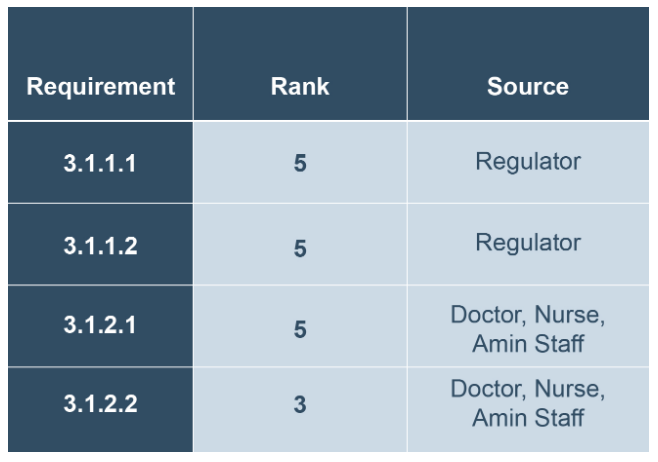 Requirement Rank Source
3.1.1.1 5 Regulator
3.1.1.2 5 Regulator
3.1.2.1 5 Doctor, Nurse,
Amin Staff
3.1.2.2 3 Doctor, Nurse,
Amin Staff